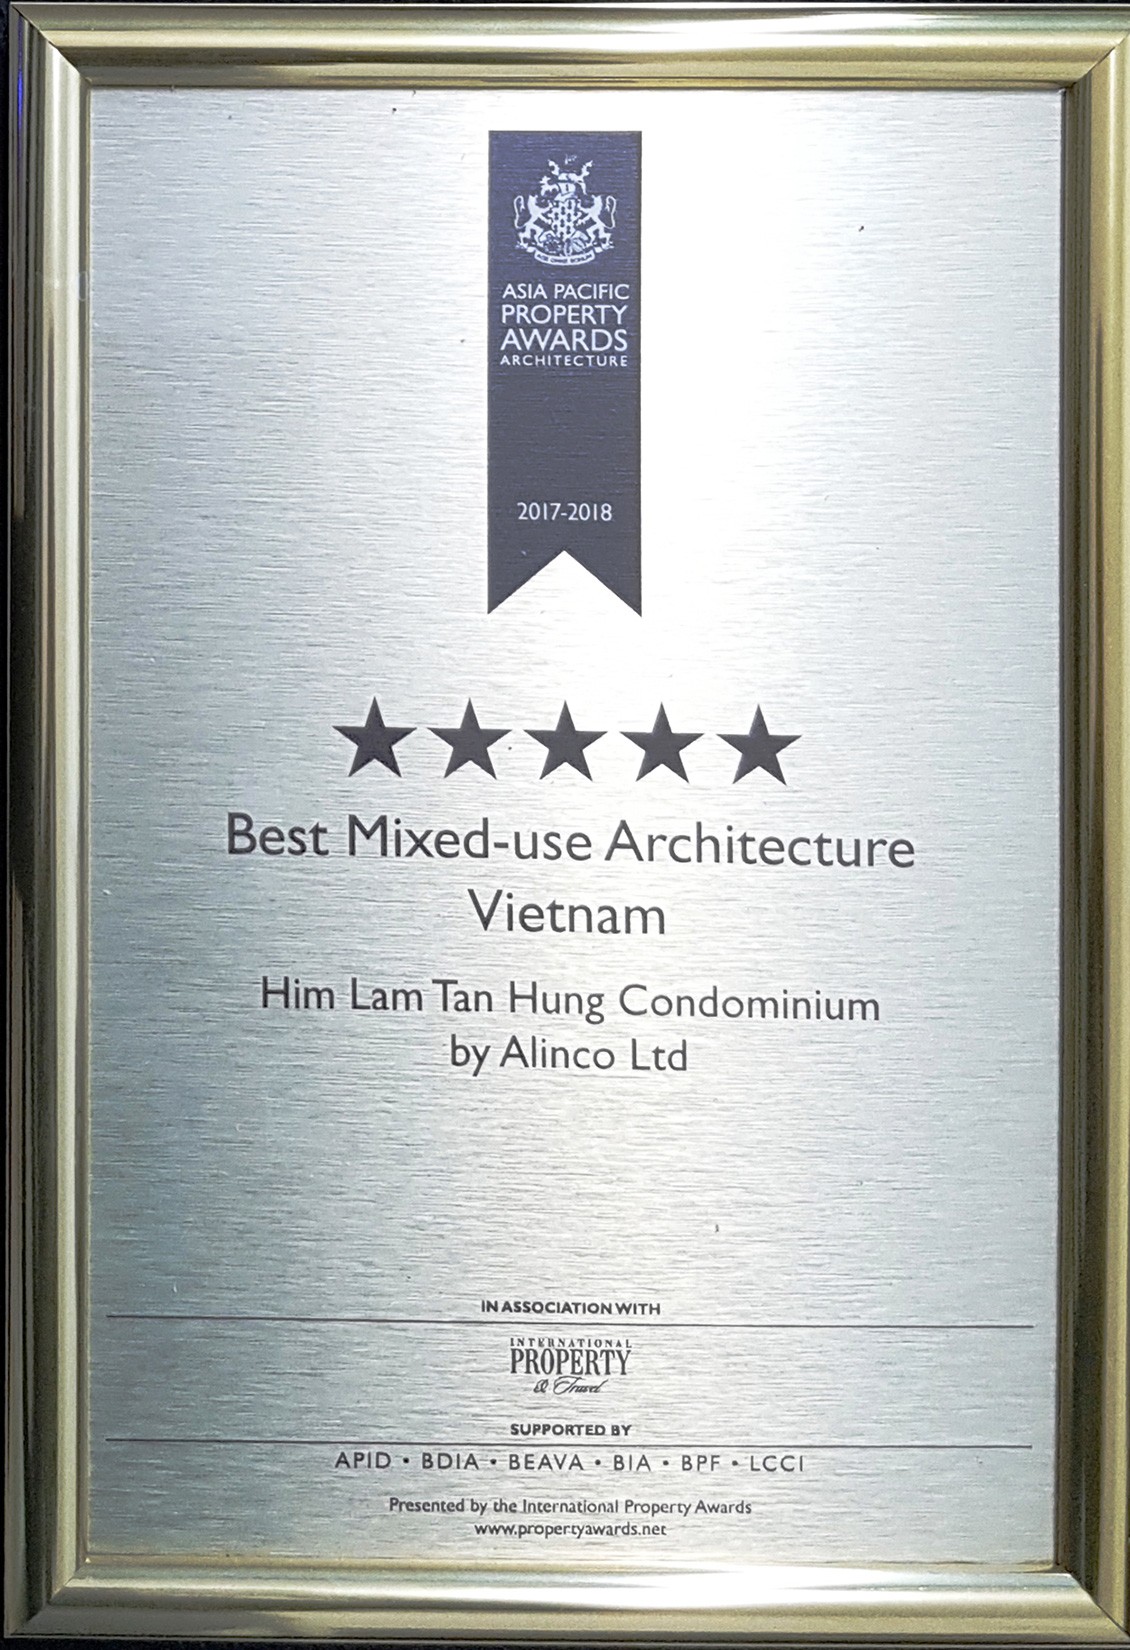 ASIA PACIFIC
PROPERTY
AWARDS
ARCHITECTURE
2017-2018
Best Mixed-use Architecture
Vietnam
Him Lam Tan Hung Condominium
by Alinco Ltd
IN ASSOCIATION WITH
INTERNATIONAL
PROPERTY
& Travel
SUPPORTED BY
APID • BDIA • BEAVA • BIA • BPF • LCCI
Presented by the International Property Awards
www.propertyawards.net